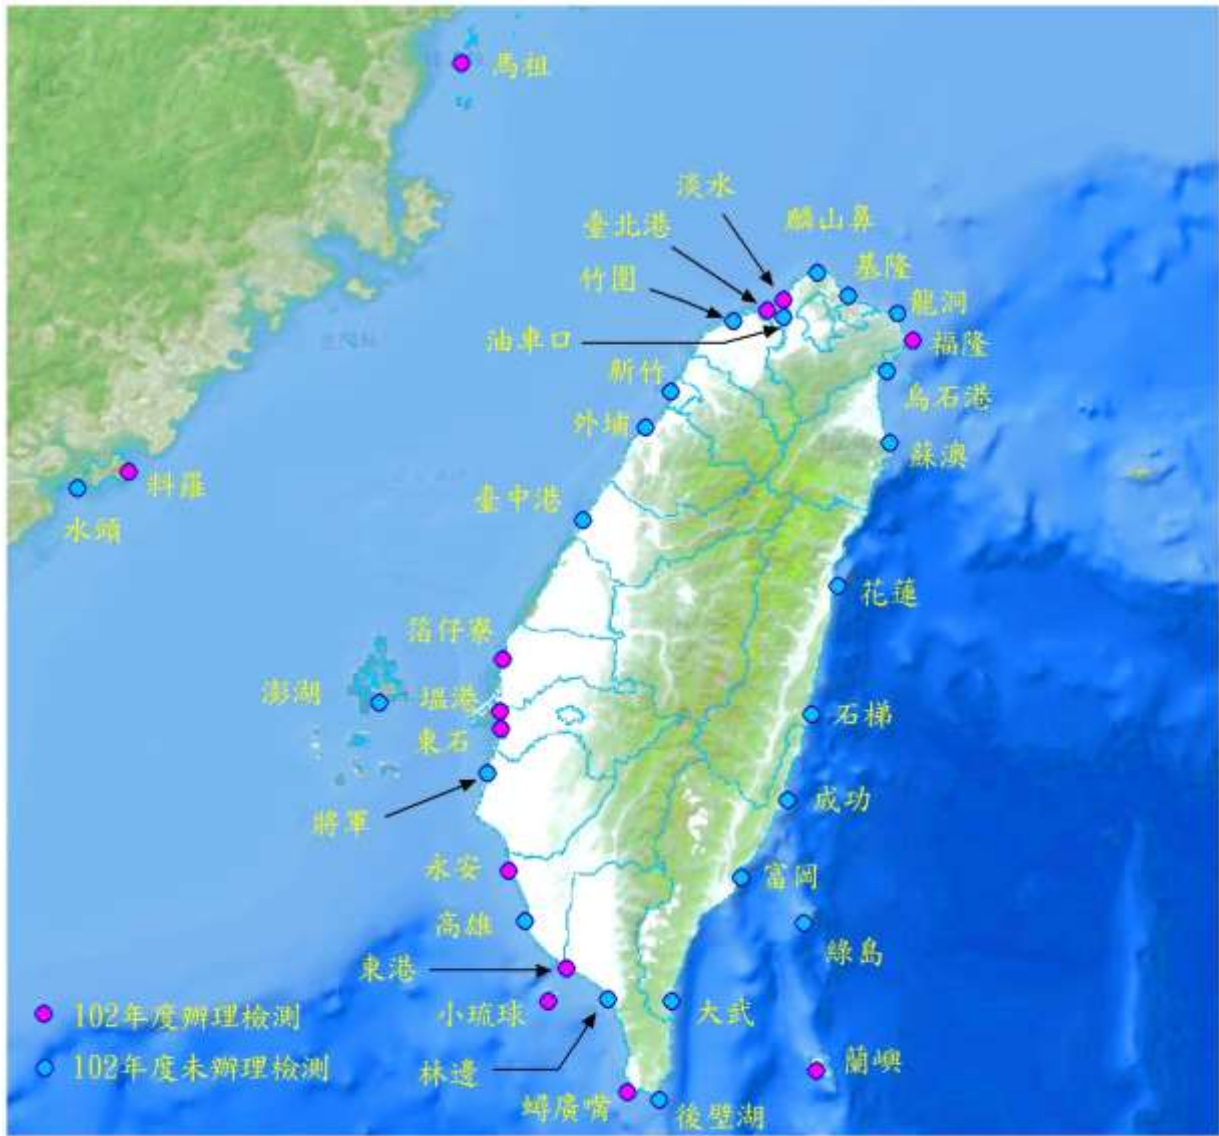 馬祖
淡水
臺北港
麟山鼻
竹圍
基隆
龍洞
油車口
福隆
新竹
烏石港
外埔
蘇澳
料羅
水頭
臺中港
花蓮
箔仔寮
澎湖
塭港
石梯
東石
將軍
成功
永安
富岡
高雄
綠島
東港
小琉球
大武
102年度辦理檢測
102年度未辦理檢測
林邊
蘭嶼
蟳廣嘴
後壁湖